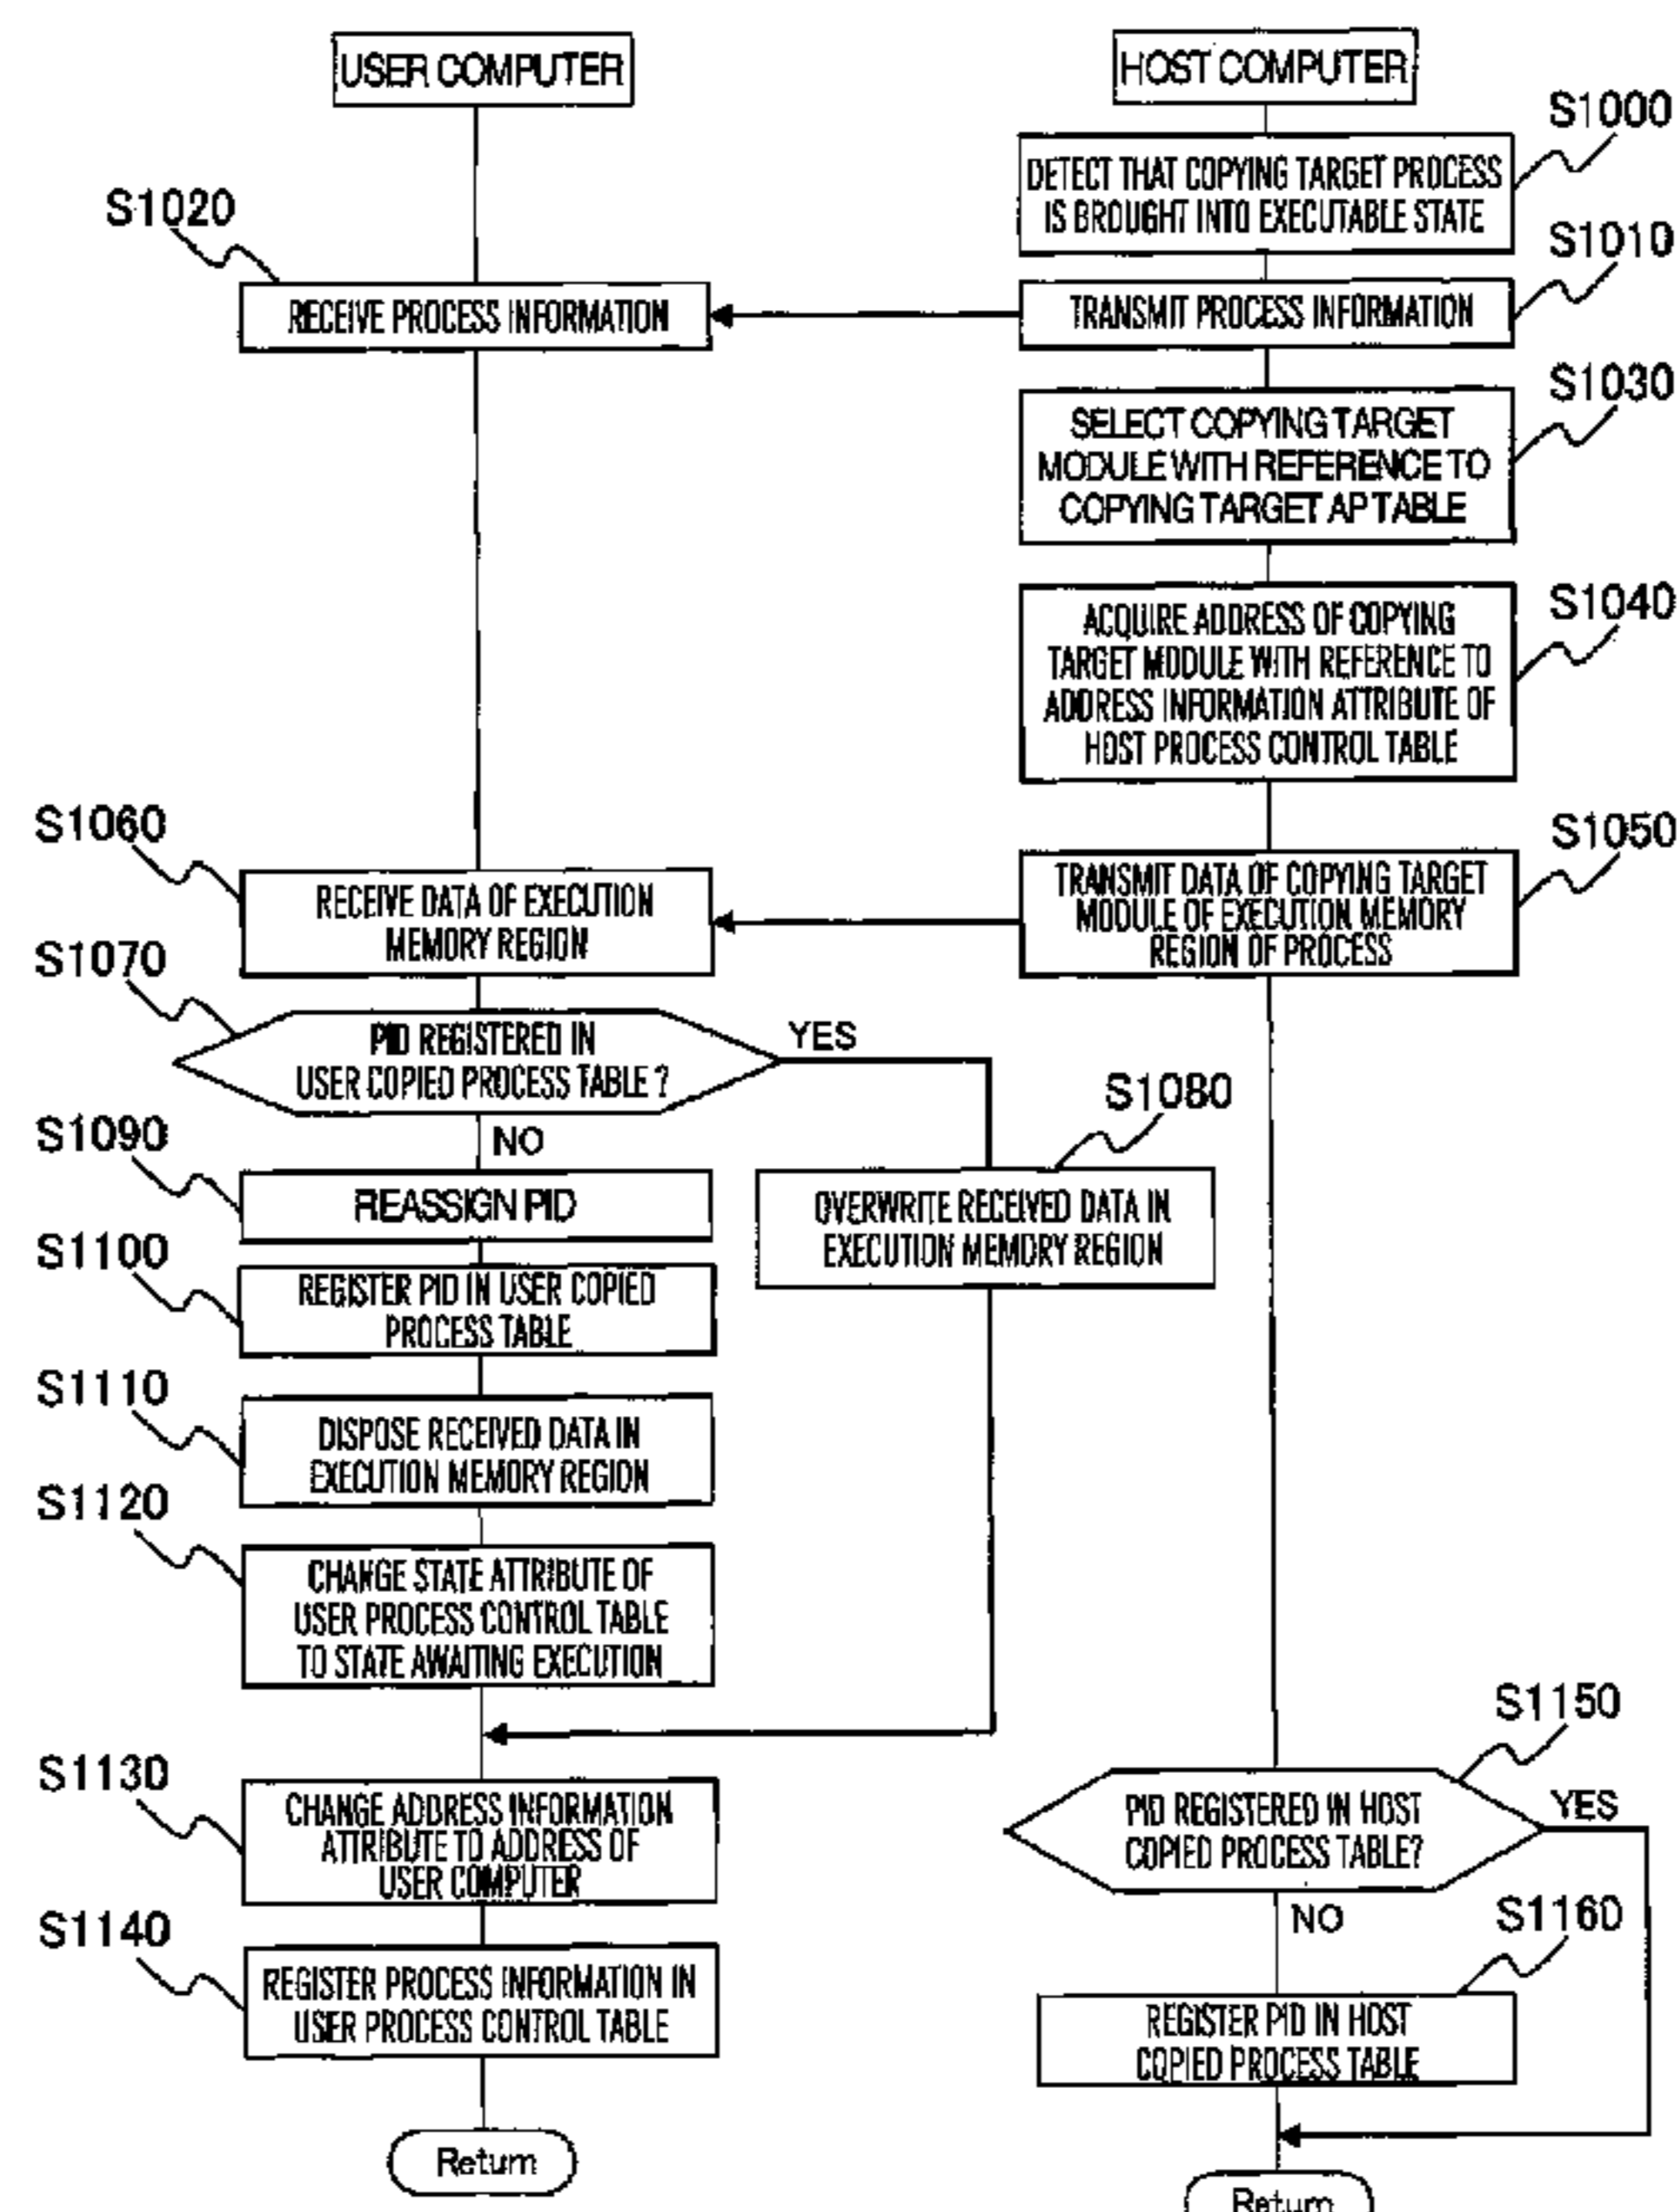 USER COMPUTER
HOST COMPUTER
S1000
DETECT THAT COPYING TARGET PROCESS
IS BROUGHT INTO EXECUTABLE STATE
S1010
TRANSMIT PROCESS INFORMATION
S1020
RECEIVE PROCESS INFORMATION
S1030
SELECT COPYING TARGET
MODULE WITH REFERENCE TO
COPYING TARGET AP TABLE
S1040
ACQUIRE ADDRESS OF COPYING
TARGET MODULE WITH REFERENCE TO
ADDRESS INFORMATION ATTRIBUTE OF
HOST PROCESS CONTROL TABLE
S1050
TRANSMIT DATA OF COPYING TARGET
MODULE OF EXECUTION MEMORY
REGION OF PROCESS
S1060
RECEIVE DATA OF EXECUTION
MEMORY REGION
S1070
PID REGISTERED IN
USER COPIED PROCESS TABLE ?
YES
NO
S1080
OVERWRITE RECEIVED DATA IN
EXECUTION MEMORY REGION
S1090
REASSIGN PID
S1100
REGISTER PID IN USER COPIED
PROCESS TABLE
S1110
DISPOSE RECEIVED DATA IN
EXECUTION MEMORY REGION
S1120
CHANGE STATE ATTRIBUTE OF
USER PROCESS CONTROL TABLE
TO STATE AWAITING EXECUTION
S1130
CHANGE ADDRESS INFORMATION
ATTRIBUTE TO ADDRESS OF
USER COMPUTER
S1140
REGISTER PROCESS INFORMATION IN
USER PROCESS CONTROL TABLE
Return
S1150
PID REGISTERED IN HOST
COPIED PROCESS TABLE?
YES
NO
S1160
REGISTER PID IN HOST
COPIED PROCESS TABLE
Return